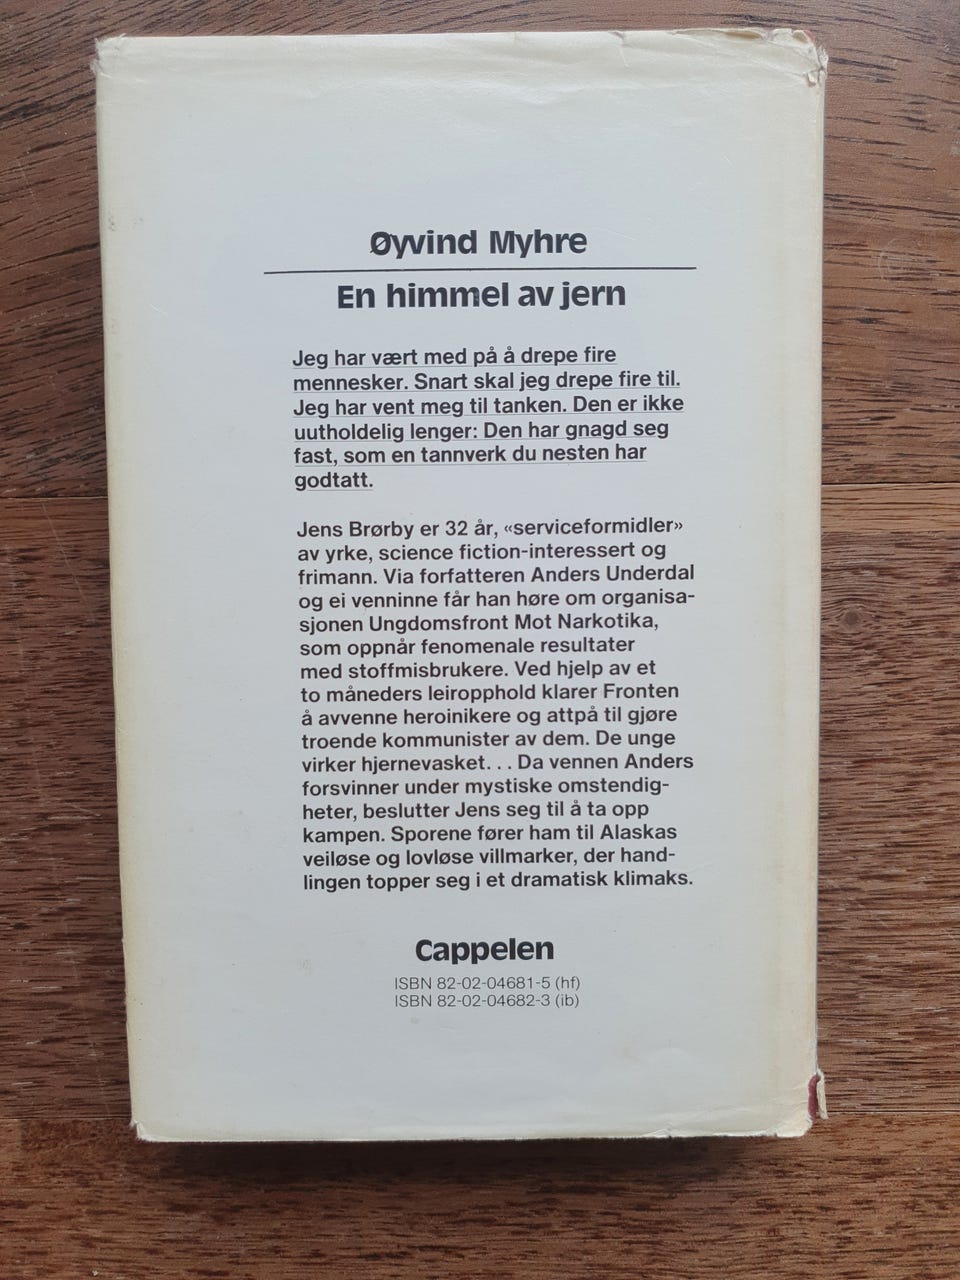 Øyvind Myhre
En himmel av jern
Jeg har vært med på å drepe fire
mennesker. Snart skal jeg drepe fire til.
Jeg har vent meg til tanken. Den er ikke
uutholdelig lenger: Den har gnagd seg
fast, som en tannverk du nesten har
godtatt.
Jens Brørby er 32 år, «serviceformidler»
av yrke, science fiction-interessert og
frimann. Via forfatteren Anders Underdal
og ei venninne får han høre om organisa-
sjonen Ungdomsfront Mot Narkotika,
som oppnår fenomenale resultater
med stoffmisbrukere. Ved hjelp av et
to måneders leiropphold klarer Fronten
å avvenne heroinikere og attpå til gjøre
troende kommunister av dem. De unge
virker hjernevasket. . . Da vennen Anders
forsvinner under mystiske omstendig-
heter, beslutter Jens seg til å ta opp
kampen. Sporene fører ham til Alaskas
veiløse og lovløse villmarker, der hand-
lingen topper seg i et dramatisk klimaks.
Cappelen
ISBN 82-02-04681-5 (hf)
ISBN 82-02-04682-3 (ib)